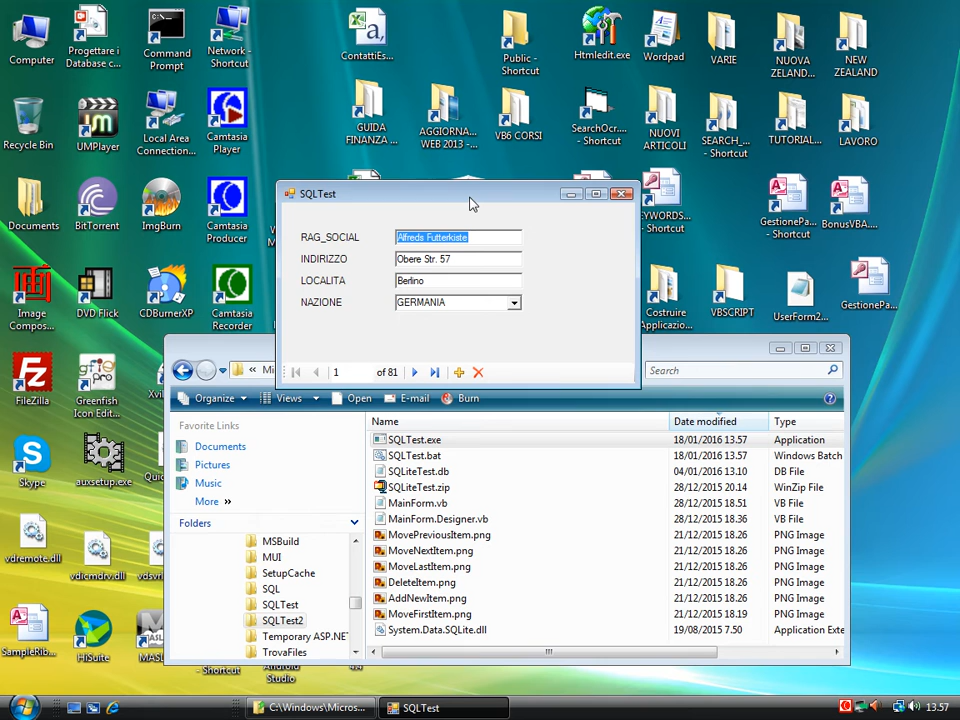 Computer
Progettare i
Database c...
Command
Prompt
Network -
Shortcut
ContattiEs...
Public -
Shortcut
Htmledit.exe
Wordpad
VARIE
NUOVA
ZELAND...
NEW
ZEALAND
Recycle Bin
UMPlayer
Local Area
Connection...
Camtasia
Player
GUIDA
FINANZA ...
AGGIORNA...
WEB 2013 -...
VB6 CORSI
SearchOcr....
- Shortcut
NUOVI
ARTICOLI
SEARCH_...
- Shortcut
TUTORIAL...
LAVORO
Documents
BitTorrent
ImgBurn
Camtasia
Producer
KEYWORDS...
- Shortcut
GestionePa...
- Shortcut
BonusVBA....
Image
Compos...
DVD Flick
CDBurnerXP
Camtasia
Recorder
Costruire
Applicazio...
VBSCRIPT
UserForm2...
GestionePa...
FileZilla
Greenfish
Icon Edit...
Skype
auxsetup.exe
vdremote.dll
vdicmdrv.dll
SampleRib...
HiSuite
- Shortcut
Android
Studio
SQLTest
RAG_SOCIAL
Alfreds Futterkiste
INDIRIZZO
Obere Str. 57
LOCALITA
Berlino
NAZIONE
GERMANIA
1 of 81
« Mi
Search
Organize Views Open E-mail Burn
Favorite Links
Documents
Pictures
Music
More »
Folders
MSBuild
MUI
SetupCache
SQL
SQLTest
SQLTest2
Temporary ASP.NET
TrovaFiles
Name Date modified Type
SQLTest.exe 18/01/2016 13.57 Application
SQLTest.bat 18/01/2016 13.57 Windows Batch
SQLiteTest.db 04/01/2016 13.10 DB File
SQLiteTest.zip 28/12/2015 20.14 WinZip File
MainForm.vb 28/12/2015 18.51 VB File
MainForm.Designer.vb 28/12/2015 18.36 VB File
MovePreviousItem.png 21/12/2015 18.26 PNG Image
MoveNextItem.png 21/12/2015 18.26 PNG Image
MoveLastItem.png 21/12/2015 18.26 PNG Image
DeleteItem.png 21/12/2015 18.26 PNG Image
AddNewItem.png 21/12/2015 18.26 PNG Image
MoveFirstItem.png 21/12/2015 18.19 PNG Image
System.Data.SQLite.dll 19/08/2015 7.50 Application Exte
C:\Windows\Micros...
SQLTest
13.57